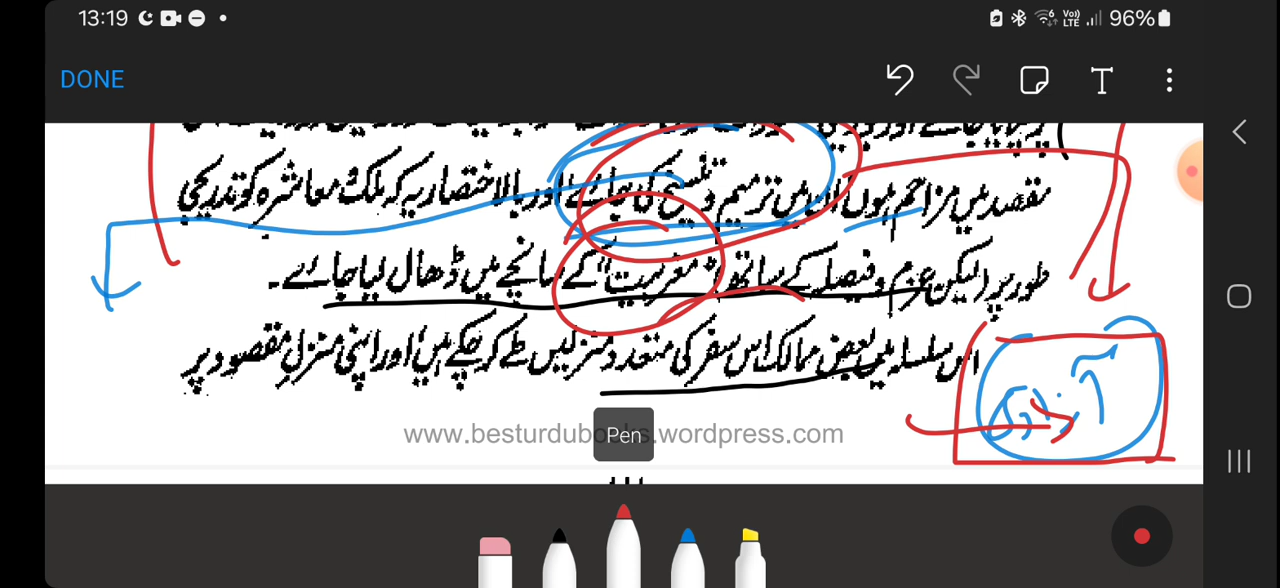 13:19
VoLTE 96%
DONE
T
مقصد میں مزاحم ہوں ان میں ترمیم و تنسیخ کی جائے اور بالاختصار یہ کہ ملک و معاشرہ کو تدریجی
طور پر (لیکن عزم و فیصلہ کے ساتھ) "مغربیت" کے سانچے میں ڈھال لیا جائے۔
اس سلسلہ میں بعض ممالک اس سفر کی متعدد منزلیں طے کر چکے ہیں اور اپنی منزلِ مقصود پر
www.besturdubooks.wordpress.com
Pen